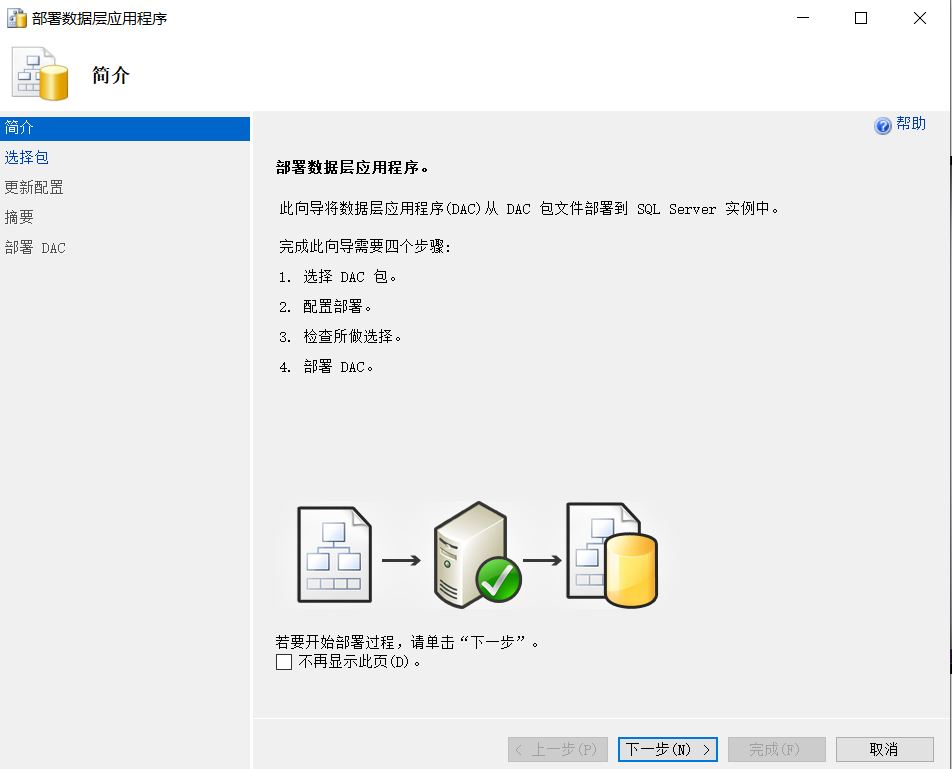 部署数据层应用程序
简介
简介
选择包
更新配置
摘要
部署 DAC
帮助
部署数据层应用程序。
此向导将数据层应用程序(DAC)从 DAC 包文件部署到 SQL Server 实例中。
完成此向导需要四个步骤:
1. 选择 DAC 包。
2. 配置部署。
3. 检查所做选择。
4. 部署 DAC。
若要开始部署过程，请单击“下一步”。
不再显示此页(D)。
< 上一步(P)
下一步(N) >
完成(F)
取消